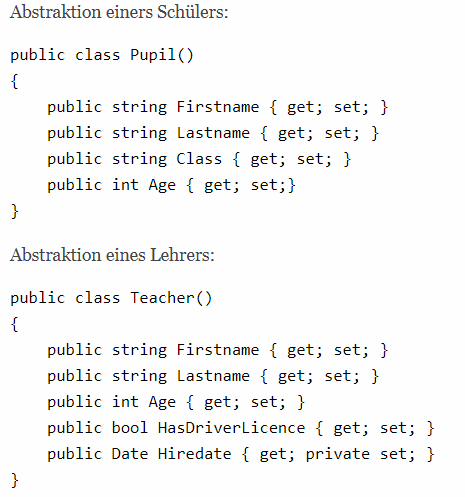 Abstraktion einers Schülers:
public class Pupil()
{
    public string Firstname { get; set; }
    public string Lastname { get; set; }
    public string Class { get; set; }
    public int Age { get; set;}
}
Abstraktion eines Lehrers:
public class Teacher()
{
    public string Firstname { get; set; }
    public string Lastname { get; set; }
    public int Age { get; set; }
    public bool HasDriverLicence { get; set; }
    public Date Hiredate { get; private set; }
}